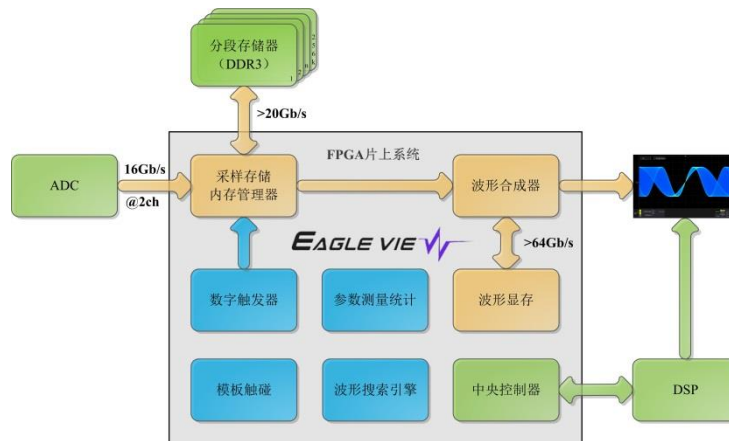 分段存储器
（DDR3）
1
2
n
256k
>20Gb/s
FPGA片上系统
ADC
16Gb/s
@2ch
采样存储
内存管理器
波形合成器
EAGLE VIEW
>64Gb/s
数字触发器
参数测量统计
波形显存
模板触碰
波形搜索引擎
中央控制器
DSP